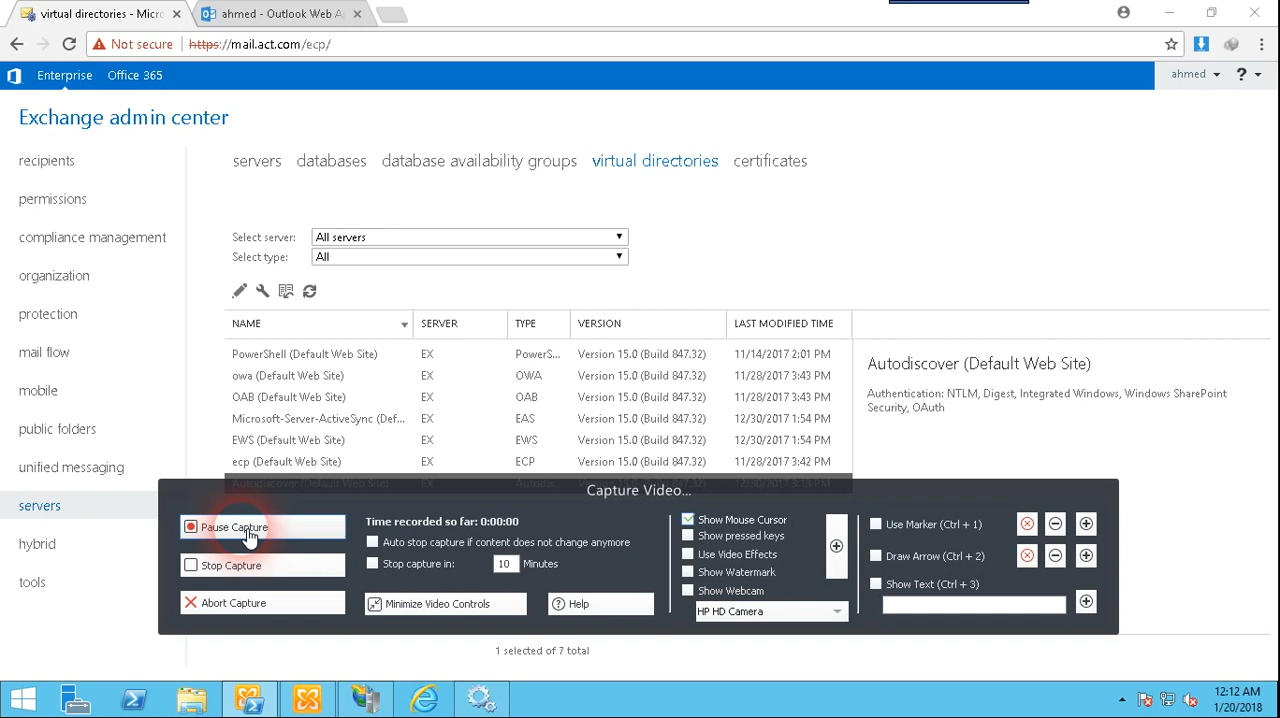 virtual directories - Micro
ahmed - Outlook Web Ap
Not secure | https://mail.act.com/ecp/
Enterprise Office 365
ahmed ?
Exchange admin center
recipients
permissions
compliance management
organization
protection
mail flow
mobile
public folders
unified messaging
servers
hybrid
tools
servers databases database availability groups virtual directories certificates
Select server: All servers
Select type: All
NAME SERVER TYPE VERSION LAST MODIFIED TIME
PowerShell (Default Web Site) EX PowerS... Version 15.0 (Build 847.32) 11/14/2017 2:01 PM
owa (Default Web Site) EX OWA Version 15.0 (Build 847.32) 11/28/2017 3:43 PM
OAB (Default Web Site) EX OAB Version 15.0 (Build 847.32) 11/28/2017 3:43 PM
Microsoft-Server-ActiveSync (Def... EX EAS Version 15.0 (Build 847.32) 12/30/2017 1:54 PM
EWS (Default Web Site) EX EWS Version 15.0 (Build 847.32) 12/30/2017 1:54 PM
ecp (Default Web Site) EX ECP Version 15.0 (Build 847.32) 11/28/2017 3:42 PM
Autodiscover (Default Web Site) EX Autodis... Version 15.0 (Build 847.32)
Autodiscover (Default Web Site)
Authentication: NTLM, Digest, Integrated Windows, Windows SharePoint
Security, OAuth
Capture Video...
Pause Capture
Stop Capture
Abort Capture
Time recorded so far: 0:00:00
Auto stop capture if content does not change anymore
Stop capture in: 10 Minutes
Minimize Video Controls
Help
Show Mouse Cursor
Show pressed keys
Use Video Effects
Show Watermark
Show Webcam
HP HD Camera
Use Marker (Ctrl + 1)
Draw Arrow (Ctrl + 2)
Show Text (Ctrl + 3)
1 selected of 7 total
12:12 AM
1/20/2018